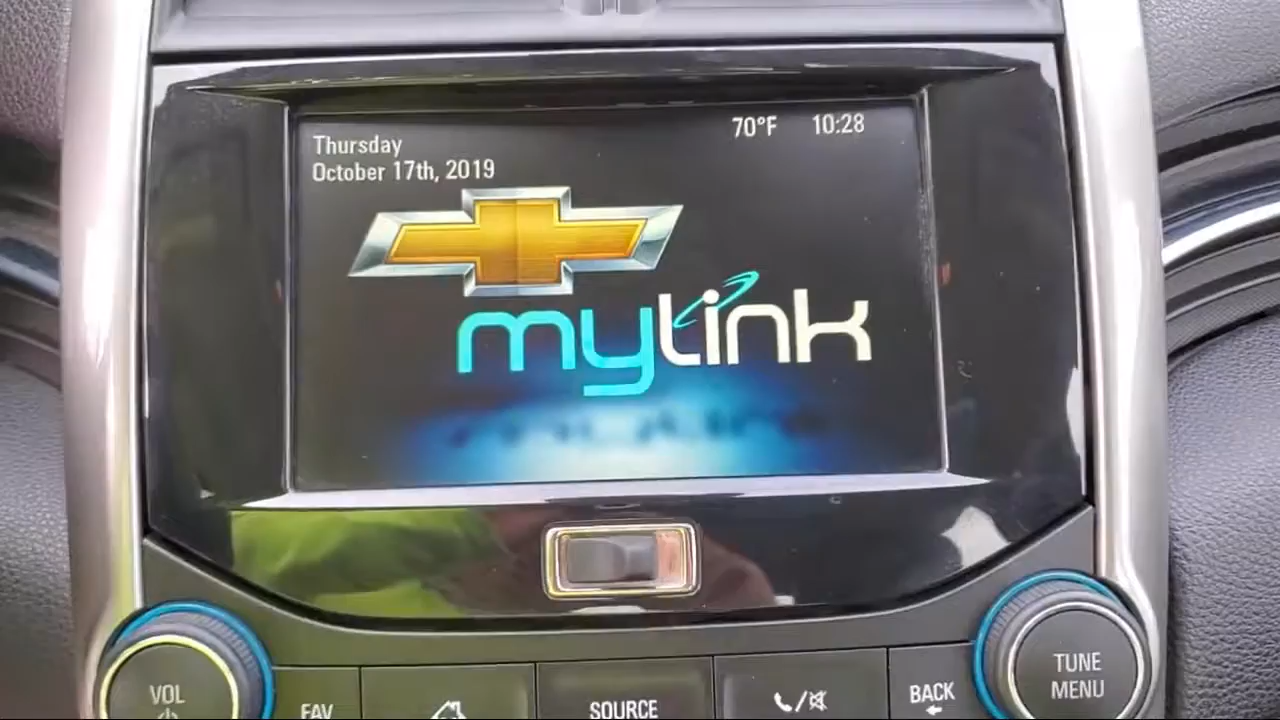 Thursday
October 17th, 2019
70°F 10:28
mylink
VOL
FAV
SOURCE
BACK
TUNE
MENU